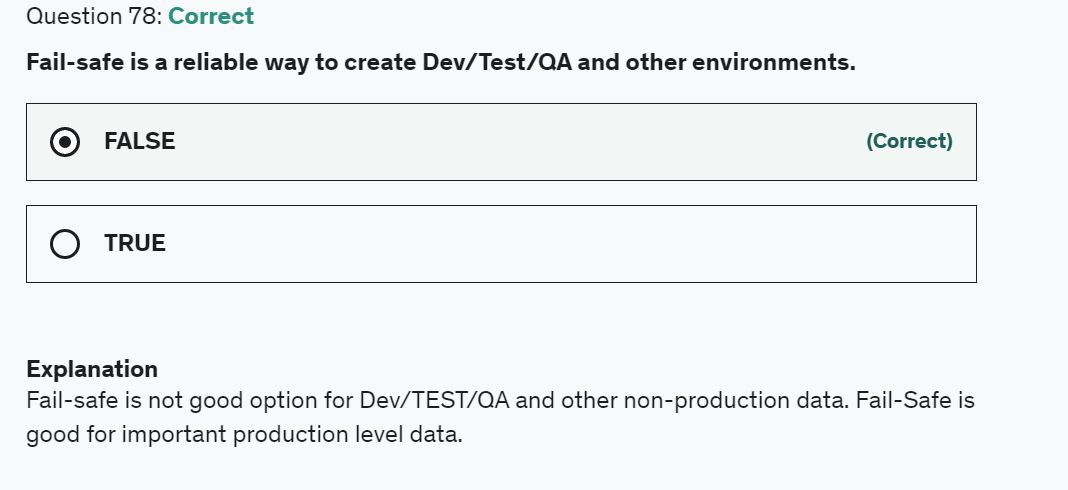 Question 78: Correct
Fail-safe is a reliable way to create Dev/Test/QA and other environments.
FALSE (Correct)
TRUE
Explanation
Fail-safe is not good option for Dev/TEST/QA and other non-production data. Fail-Safe is
good for important production level data.